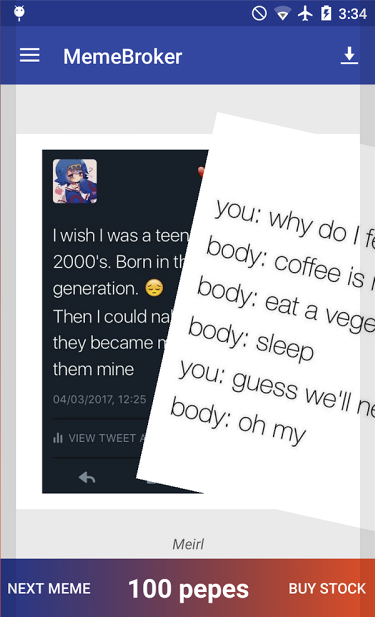 3:34
MemeBroker
I wish I was a teen
2000's. Born in th
generation. 😔
Then I could na
they became m
them mine
04/03/2017, 12:25
VIEW TWEET A
you: why do I fe
body: coffee is
body: eat a vege
body: sleep
you: guess we'll ne
body: oh my
Meirl
NEXT MEME
100 pepes
BUY STOCK